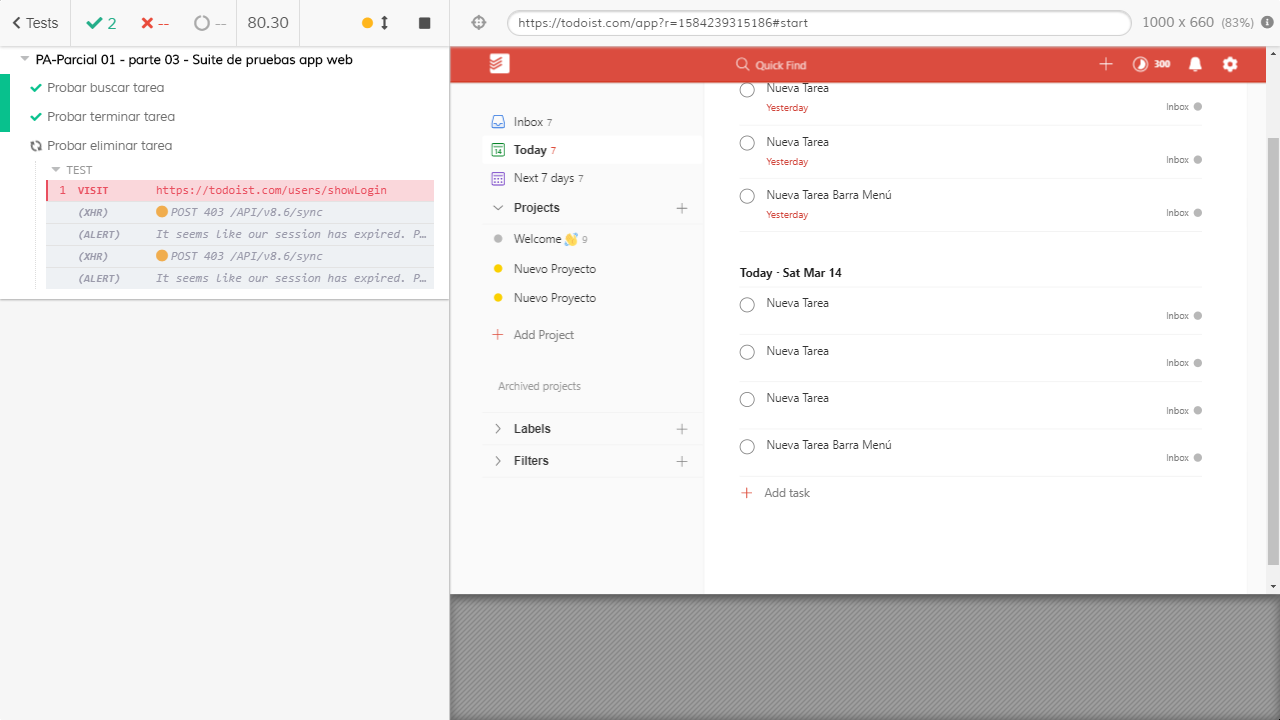 Tests
2
--
--
80.30
https://todoist.com/app?r=1584239315186#start
1000 x 660 (83%)
PA-Parcial 01 - parte 03 - Suite de pruebas app web
Probar buscar tarea
Probar terminar tarea
Probar eliminar tarea
TEST
1 VISIT https://todoist.com/users/showLogin
(XHR) POST 403 /API/v8.6/sync
(ALERT) It seems like our session has expired. P…
(XHR) POST 403 /API/v8.6/sync
(ALERT) It seems like our session has expired. P…
Quick Find
300
Inbox 7
14 Today 7
Next 7 days 7
Projects
Welcome 👋 9
Nuevo Proyecto
Nuevo Proyecto
Add Project
Archived projects
Labels
Filters
Nueva Tarea
Yesterday
Inbox
Nueva Tarea
Yesterday
Inbox
Nueva Tarea Barra Menú
Yesterday
Inbox
Today · Sat Mar 14
Nueva Tarea
Inbox
Nueva Tarea
Inbox
Nueva Tarea
Inbox
Nueva Tarea Barra Menú
Inbox
Add task